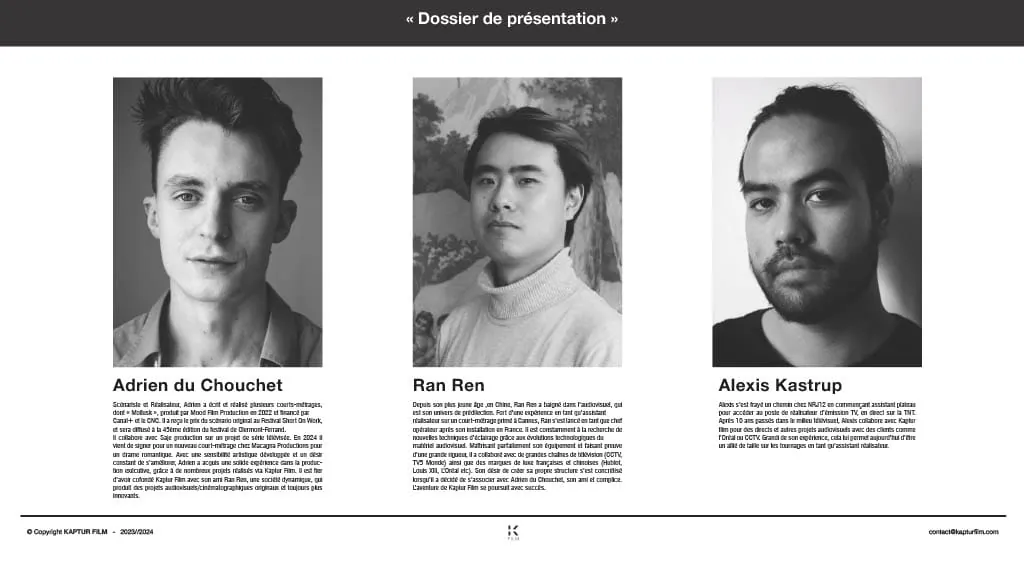 « Dossier de présentation »
Adrien du Chouchet
Scénariste et Réalisateur, Adrien a écrit et réalisé plusieurs courts-métrages,
dont « Mollusk », produit par Mood Film Production en 2022 et financé par
Canal+ et le CNC. Il a reçu le prix du scénario original au Festival Short On Work,
et sera diffusé à la 45ème édition du festival de Clermont-Ferrand.
Il collabore avec Saje production sur un projet de série télévisée. En 2024 il
vient de signer pour un nouveau court-métrage chez Macagna Productions pour
un drame romantique. Avec une sensibilité artistique développée et un désir
constant de s'améliorer, Adrien a acquis une solide expérience dans la produc-
tion exécutive, grâce à de nombreux projets réalisés via Kaptur Film. Il est fier
d'avoir cofondé Kaptur Film avec son ami Ran Ren, une société dynamique, qui
produit des projets audiovisuels/cinématographiques originaux et toujours plus
innovants.
Ran Ren
Depuis son plus jeune âge ,en Chine, Ran Ren a baigné dans l'audiovisuel, qui
est son univers de prédilection. Fort d'une expérience en tant qu'assistant
réalisateur sur un court-métrage primé à Cannes, Ran s'est lancé en tant que chef
opérateur après son installation en France. Il est constamment à la recherche de
nouvelles techniques d'éclairage grâce aux évolutions technologiques du
matériel audiovisuel. Maîtrisant parfaitement son équipement et faisant preuve
d'une grande rigueur, il a collaboré avec de grandes chaînes de télévision (CCTV,
TV5 Monde) ainsi que des marques de luxe françaises et chinoises (Hublot,
Louis XIII, L'Oréal etc). Son désir de créer sa propre structure s'est concrétisé
lorsqu'il a décidé de s'associer avec Adrien du Chouchet, son ami et complice.
L'aventure de Kaptur Film se poursuit avec succès.
Alexis Kastrup
Alexis s'est frayé un chemin chez NRJ12 en commençant assistant plateau
pour accéder au poste de réalisateur d'émission TV, en direct sur la TNT.
Après 10 ans passés dans le milieu télévisuel, Alexis collabore avec Kaptur
film pour des directs et autres projets audiovisuels avec des clients comme
l'Oréal ou CCTV. Grandi de son expérience, cela lui permet aujourd'hui d'être
un allié de taille sur les tournages en tant qu'assistant réalisateur.
© Copyright KAPTUR FILM - 2023//2024
K
FILM
contact@kapturfilm.com